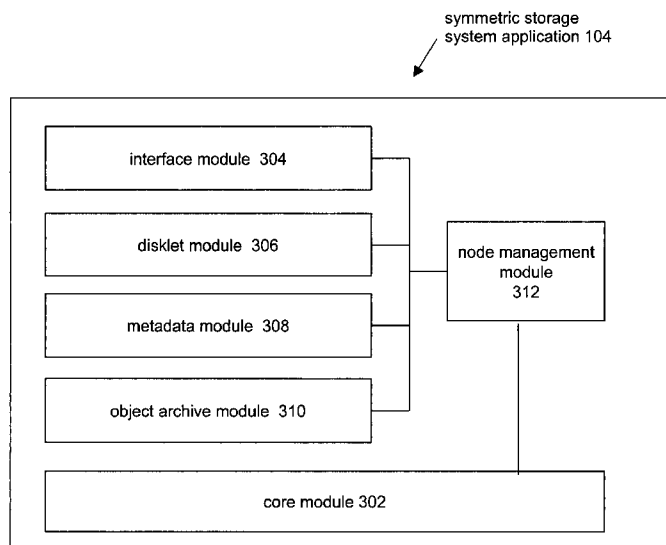 symmetric storage
system application 104
interface module 304
disklet module 306
metadata module 308
object archive module 310
node management
module
312
core module 302